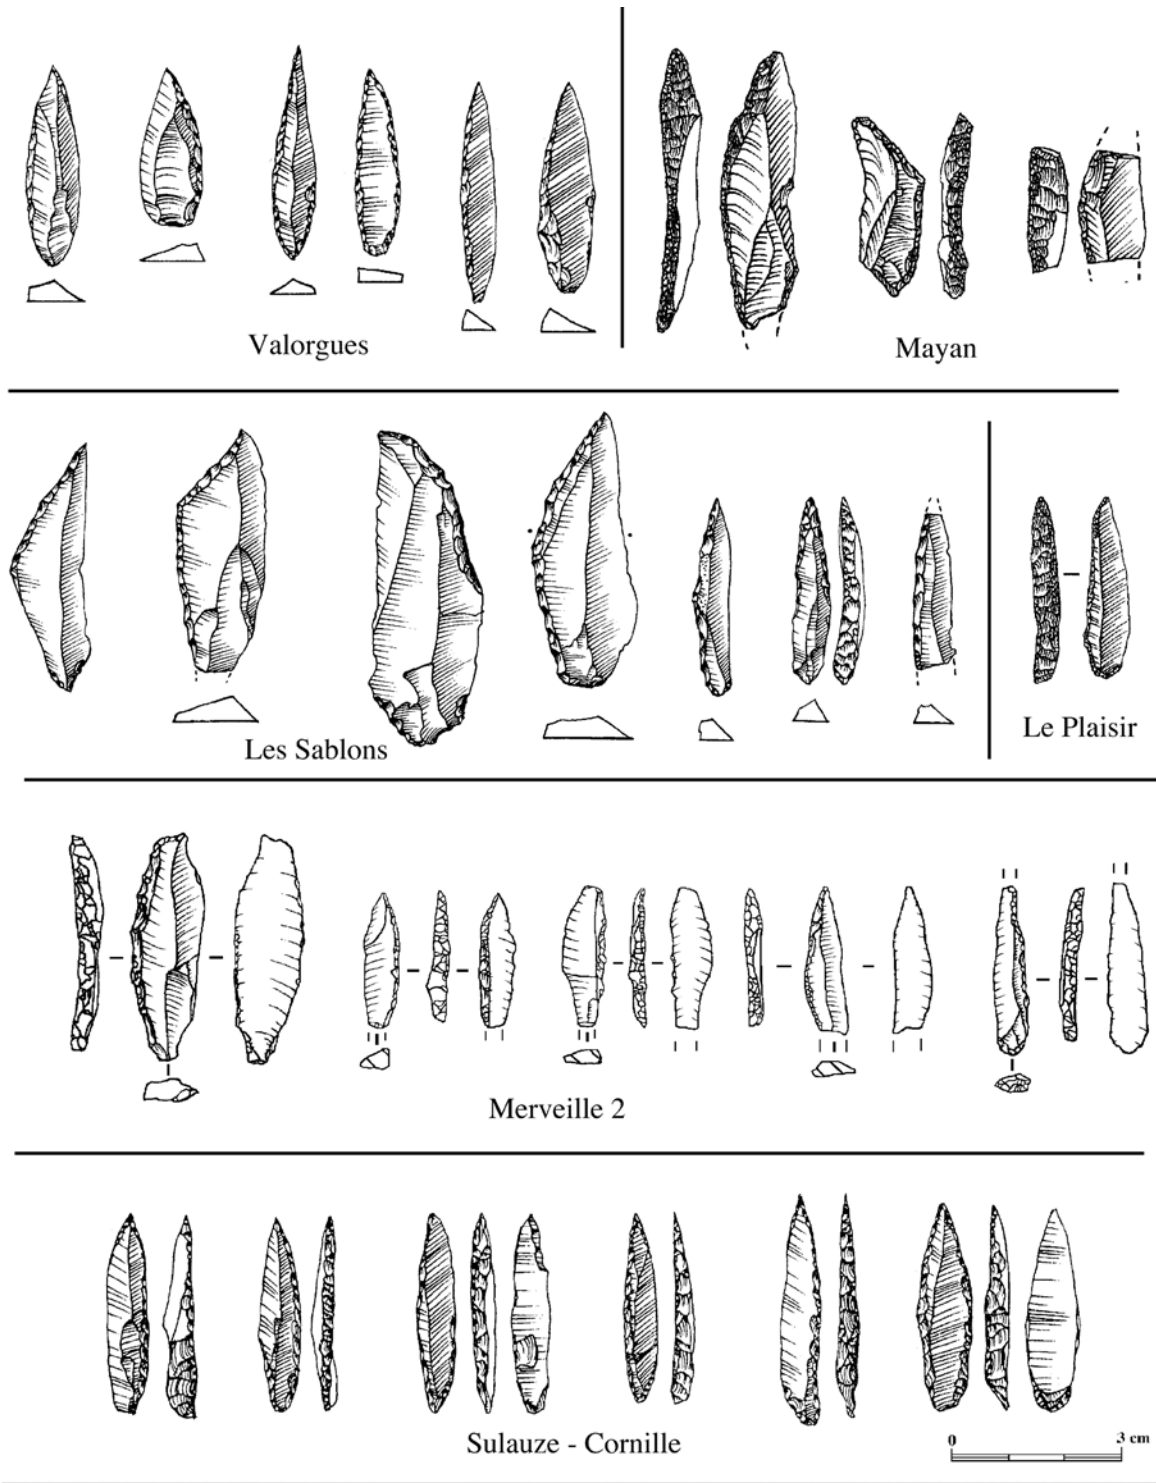 Valorgues
Mayan
Les Sablons
Le Plaisir
Merveille 2
Sulauze - Cornille
0 3 cm